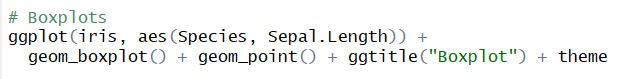 # Boxplots
ggplot(iris, aes(Species, Sepal.Length)) +
  geom_boxplot() + geom_point() + ggtitle("Boxplot") + theme